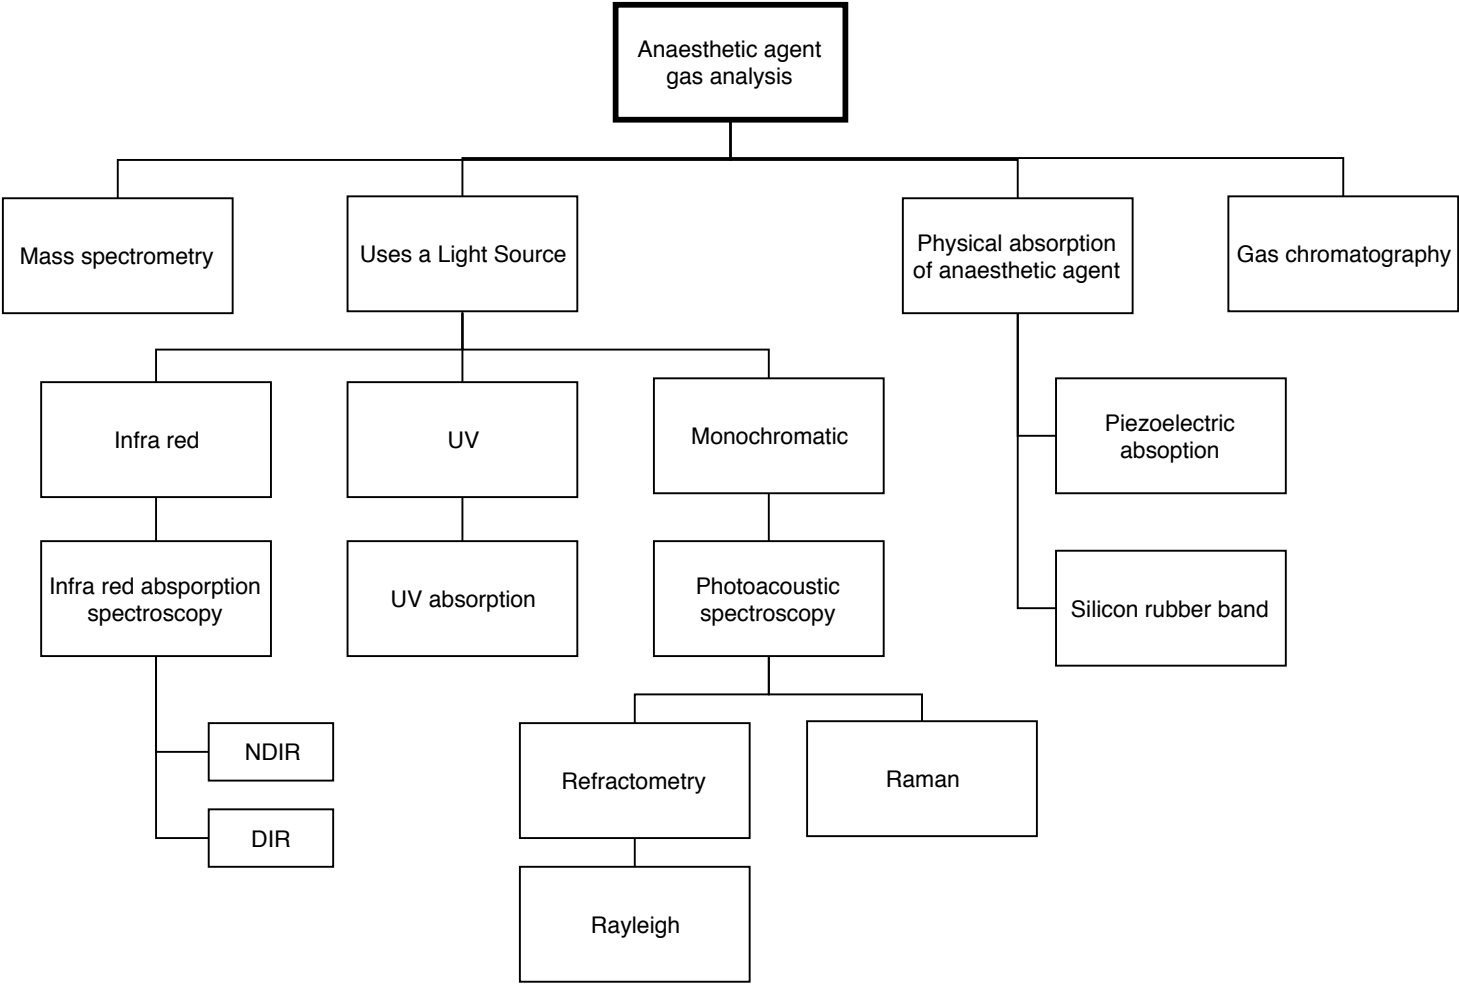 Anaesthetic agent
gas analysis
Mass spectrometry
Uses a Light Source
Physical absorption
of anaesthetic agent
Gas chromatography
Infra red
UV
Monochromatic
Piezoelectric
absoption
Infra red absporption
spectroscopy
UV absorption
Photoacoustic
spectroscopy
Silicon rubber band
NDIR
DIR
Refractometry
Raman
Rayleigh